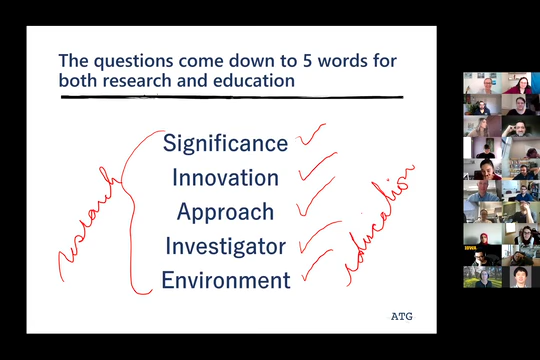 The questions come down to 5 words for
both research and education
Significance
Innovation
Approach
Investigator
Environment
research
education
ATG